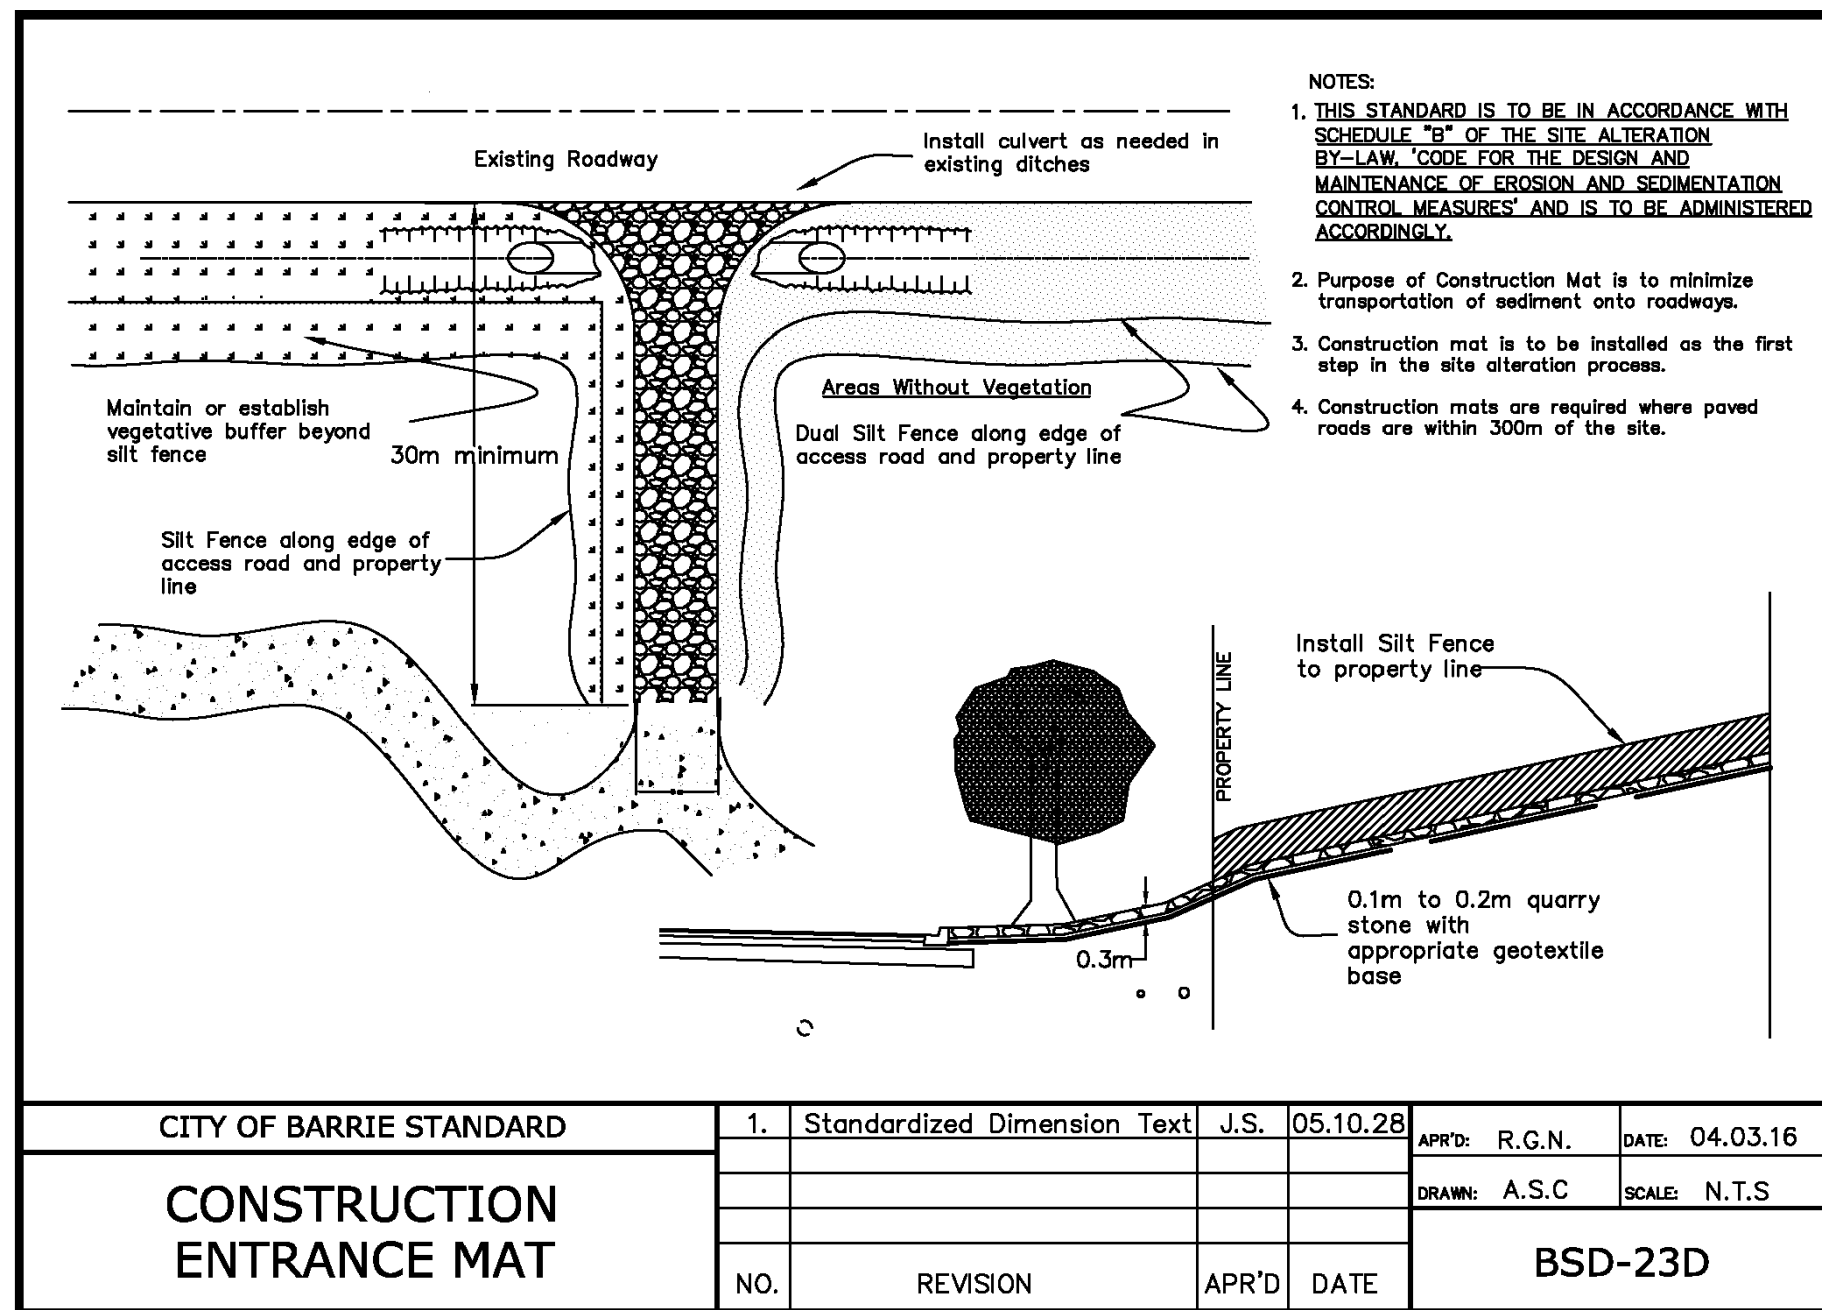 NOTES:
1. THIS STANDARD IS TO BE IN ACCORDANCE WITH
SCHEDULE "B" OF THE SITE ALTERATION
BY-LAW, 'CODE FOR THE DESIGN AND
MAINTENANCE OF EROSION AND SEDIMENTATION
CONTROL MEASURES' AND IS TO BE ADMINISTERED
ACCORDINGLY.
2. Purpose of Construction Mat is to minimize
transportation of sediment onto roadways.
3. Construction mat is to be installed as the first
step in the site alteration process.
4. Construction mats are required where paved
roads are within 300m of the site.
Existing Roadway
Install culvert as needed in
existing ditches
Maintain or establish
vegetative buffer beyond
silt fence
30m minimum
Areas Without Vegetation
Dual Silt Fence along edge of
access road and property line
Silt Fence along edge of
access road and property
line
PROPERTY LINE
Install Silt Fence
to property line
0.1m to 0.2m quarry
stone with
appropriate geotextile
base
0.3m
CITY OF BARRIE STANDARD
CONSTRUCTION
ENTRANCE MAT
1. Standardized Dimension Text J.S. 05.10.28
NO. REVISION APR'D DATE
APR'D: R.G.N. DATE: 04.03.16
DRAWN: A.S.C SCALE: N.T.S
BSD-23D